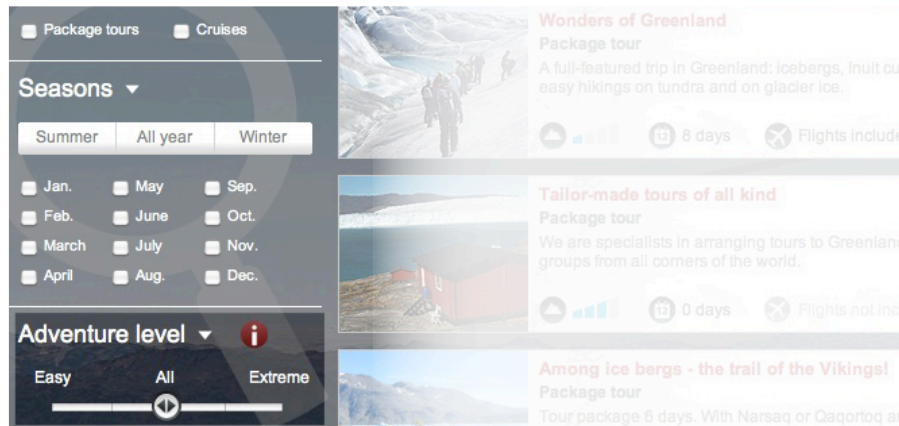 Package tours Cruises
Seasons
Summer All year Winter
Jan. May Sep.
Feb. June Oct.
March July Nov.
April Aug. Dec.
Adventure level i
Easy All Extreme
Wonders of Greenland
Package tour
A full-featured trip in Greenland: icebergs, Inuit cu
easy hikings on tundra and on glacier ice.
12 8 days Flights include
Tailor-made tours of all kind
Package tour
We are specialists in arranging tours to Greenland
groups from all corners of the world.
12 0 days Flights not inc
Among ice bergs - the trail of the Vikings!
Package tour
Tour package 6 days. With Narsaq or Qaqortoq a